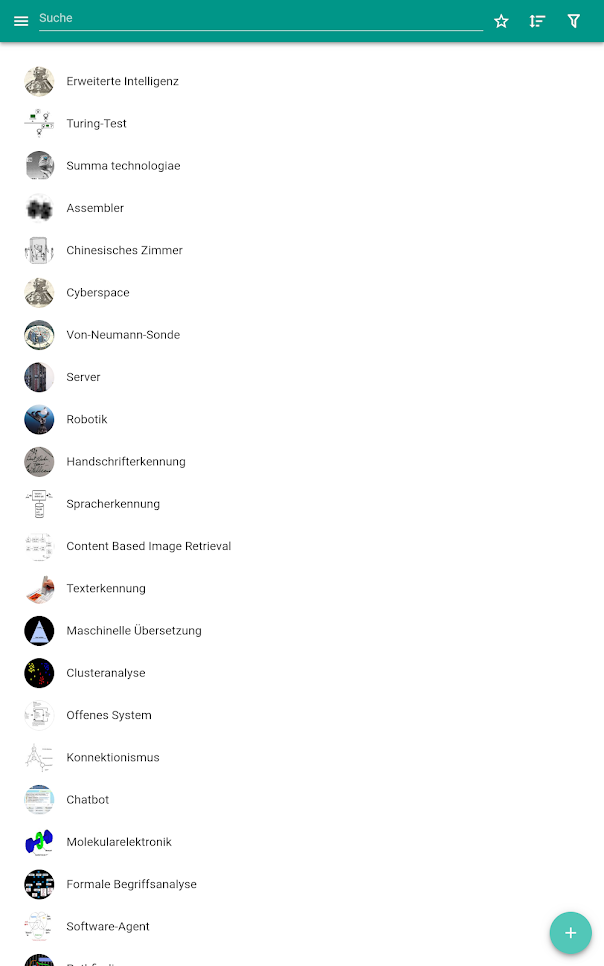 Suche
Erweiterte Intelligenz
Turing-Test
Summa technologiae
Assembler
Chinesisches Zimmer
Cyberspace
Von-Neumann-Sonde
Server
Robotik
Handschrifterkennung
Spracherkennung
Content Based Image Retrieval
Texterkennung
Maschinelle Übersetzung
Clusteranalyse
Offenes System
Konnektionismus
Chatbot
Molekularelektronik
Formale Begriffsanalyse
Software-Agent